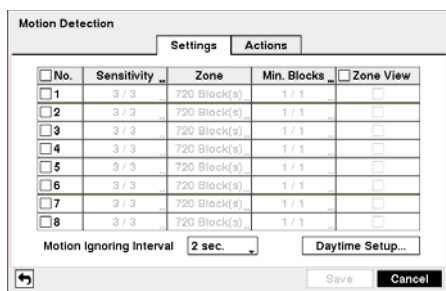 Motion Detection
Settings Actions
No. Sensitivity Zone Min. Blocks Zone View
1 3 / 3 720 Block(s) 1 / 1
2 3 / 3 720 Block(s) 1 / 1
3 3 / 3 720 Block(s) 1 / 1
4 3 / 3 720 Block(s) 1 / 1
5 3 / 3 720 Block(s) 1 / 1
6 3 / 3 720 Block(s) 1 / 1
7 3 / 3 720 Block(s) 1 / 1
8 3 / 3 720 Block(s) 1 / 1
Motion Ignoring Interval 2 sec. Daytime Setup...
Save Cancel